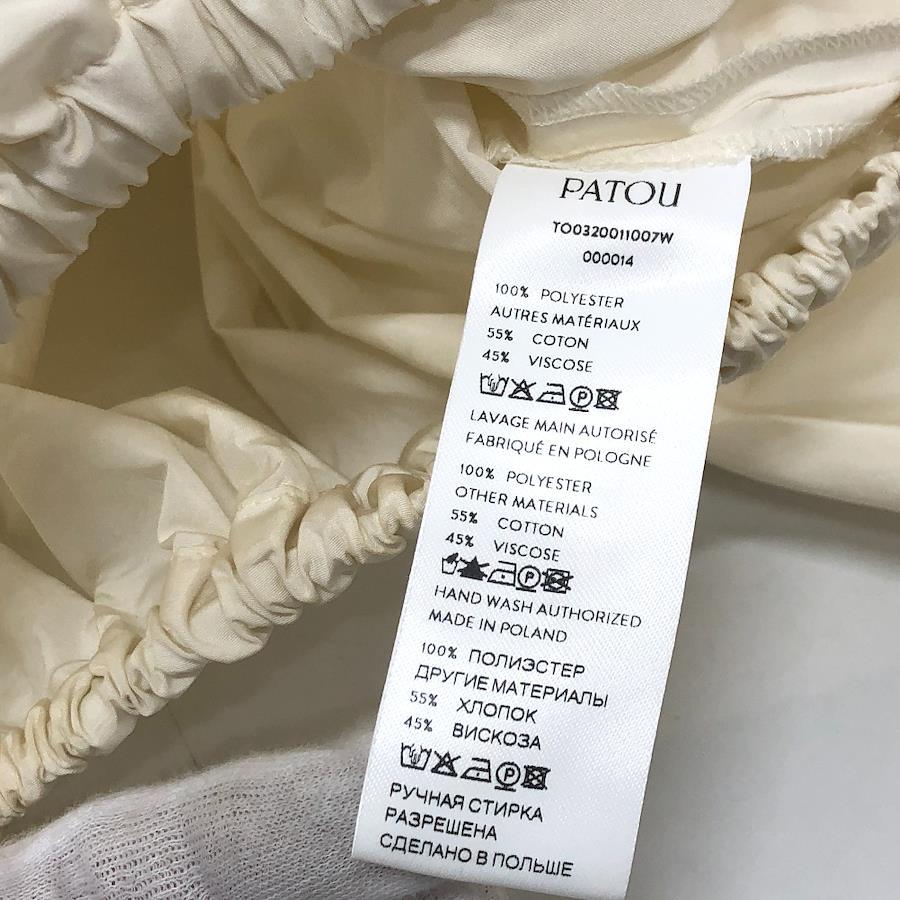 PATOU
TO0320011007W
000014
100% POLYESTER
AUTRES MATÉRIAUX
55% COTON
45% VISCOSE
LAVAGE MAIN AUTORISÉ
FABRIQUÉ EN POLOGNE
100% POLYESTER
OTHER MATERIALS
55% COTTON
45% VISCOSE
HAND WASH AUTHORIZED
MADE IN POLAND
100% ПОЛИЭСТЕР
ДРУГИЕ МАТЕРИАЛЫ
55% ХЛОПОК
45% ВИСКОЗА
РУЧНАЯ СТИРКА
РАЗРЕШЕНА
СДЕЛАНО В ПОЛЬШЕ